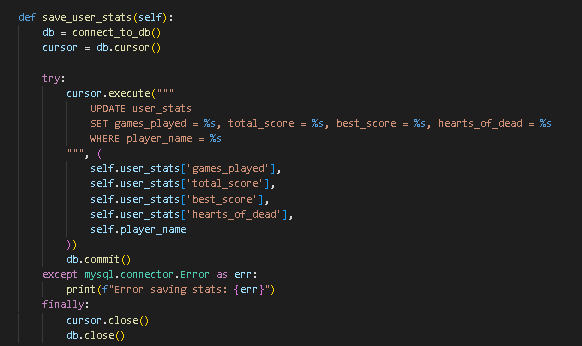 def save_user_stats(self):
    db = connect_to_db()
    cursor = db.cursor()

    try:
        cursor.execute("""
            UPDATE user_stats
            SET games_played = %s, total_score = %s, best_score = %s, hearts_of_dead = %s
            WHERE player_name = %s
        """, (
            self.user_stats['games_played'],
            self.user_stats['total_score'],
            self.user_stats['best_score'],
            self.user_stats['hearts_of_dead'],
            self.player_name
        ))
        db.commit()
    except mysql.connector.Error as err:
        print(f"Error saving stats: {err}")
    finally:
        cursor.close()
        db.close()